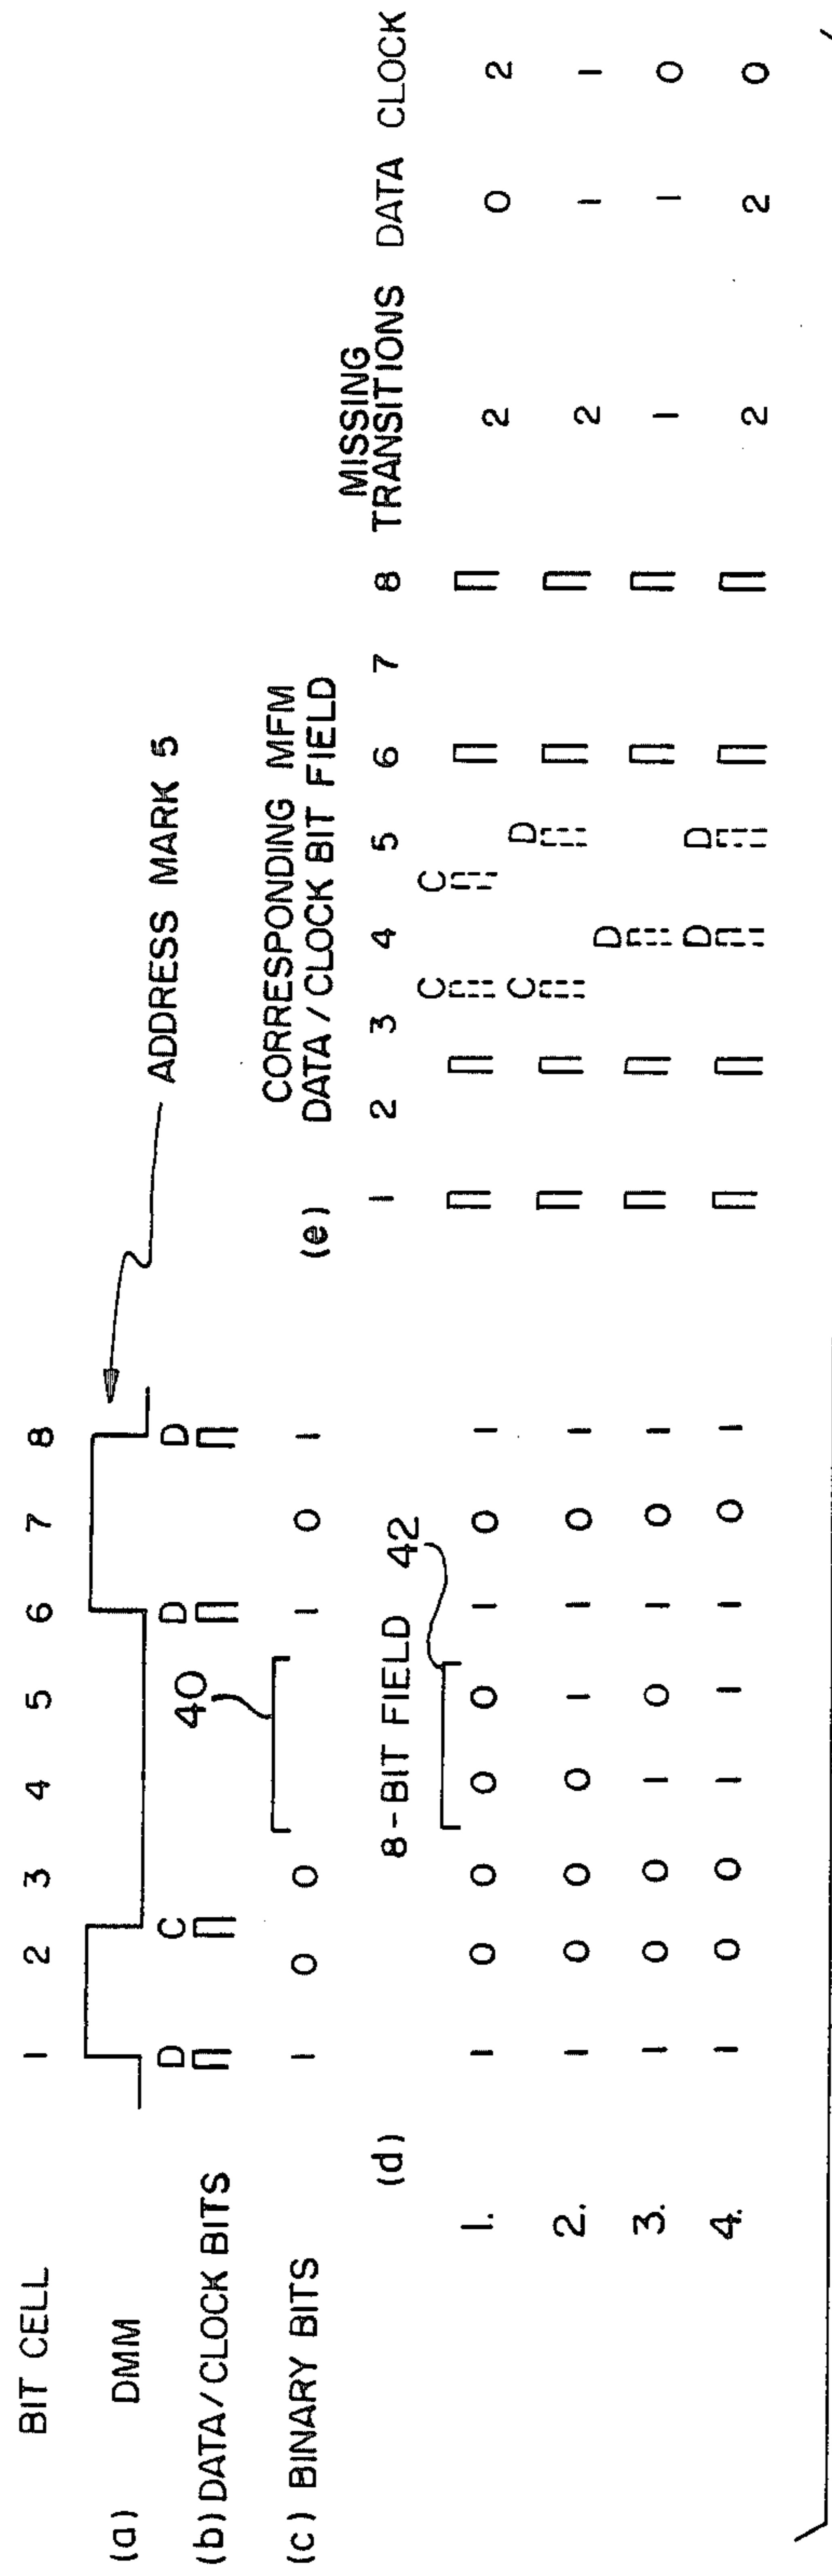 BIT CELL 1 2 3 4 5 6 7 8
(a) DMM
ADDRESS MARK 5
(b) DATA/CLOCK BITS D C D D
40
(c) BINARY BITS 1 0 0 1 0 1
(d) 8-BIT FIELD 42
1. 1 0 0 0 0 1 0 1
2. 1 0 0 0 1 1 0 1
3. 1 0 0 1 0 1 0 1
4. 1 0 0 1 1 1 0 1
(e) CORRESPONDING MFM
DATA/CLOCK BIT FIELD
MISSING
TRANSITIONS DATA CLOCK
1 2 3 4 5 6 7 8
C C 2 0 2
C D 2 1 1
D 1 1 0
D D 2 2 0